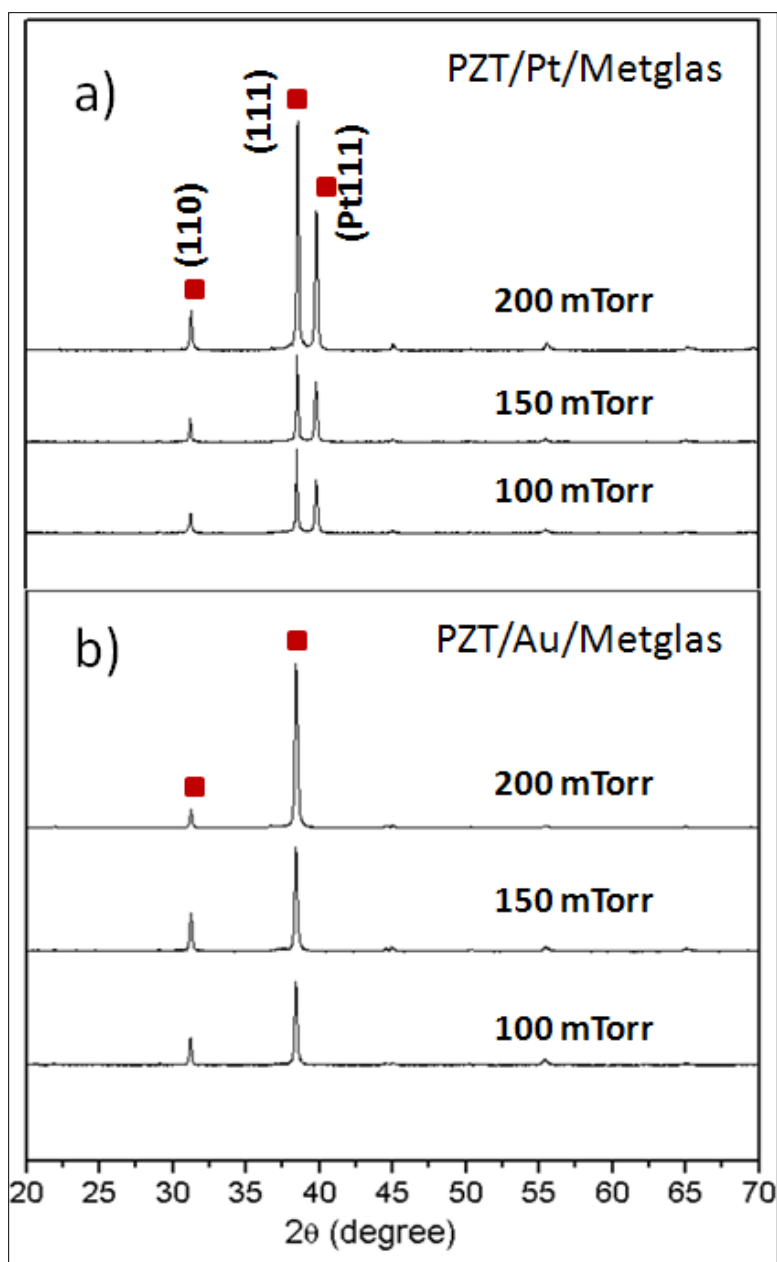 a)
PZT/Pt/Metglas
(110)
(111)
(Pt111)
200 mTorr
150 mTorr
100 mTorr
b)
PZT/Au/Metglas
200 mTorr
150 mTorr
100 mTorr
20 25 30 35 40 45 50 55 60 65 70
2θ (degree)